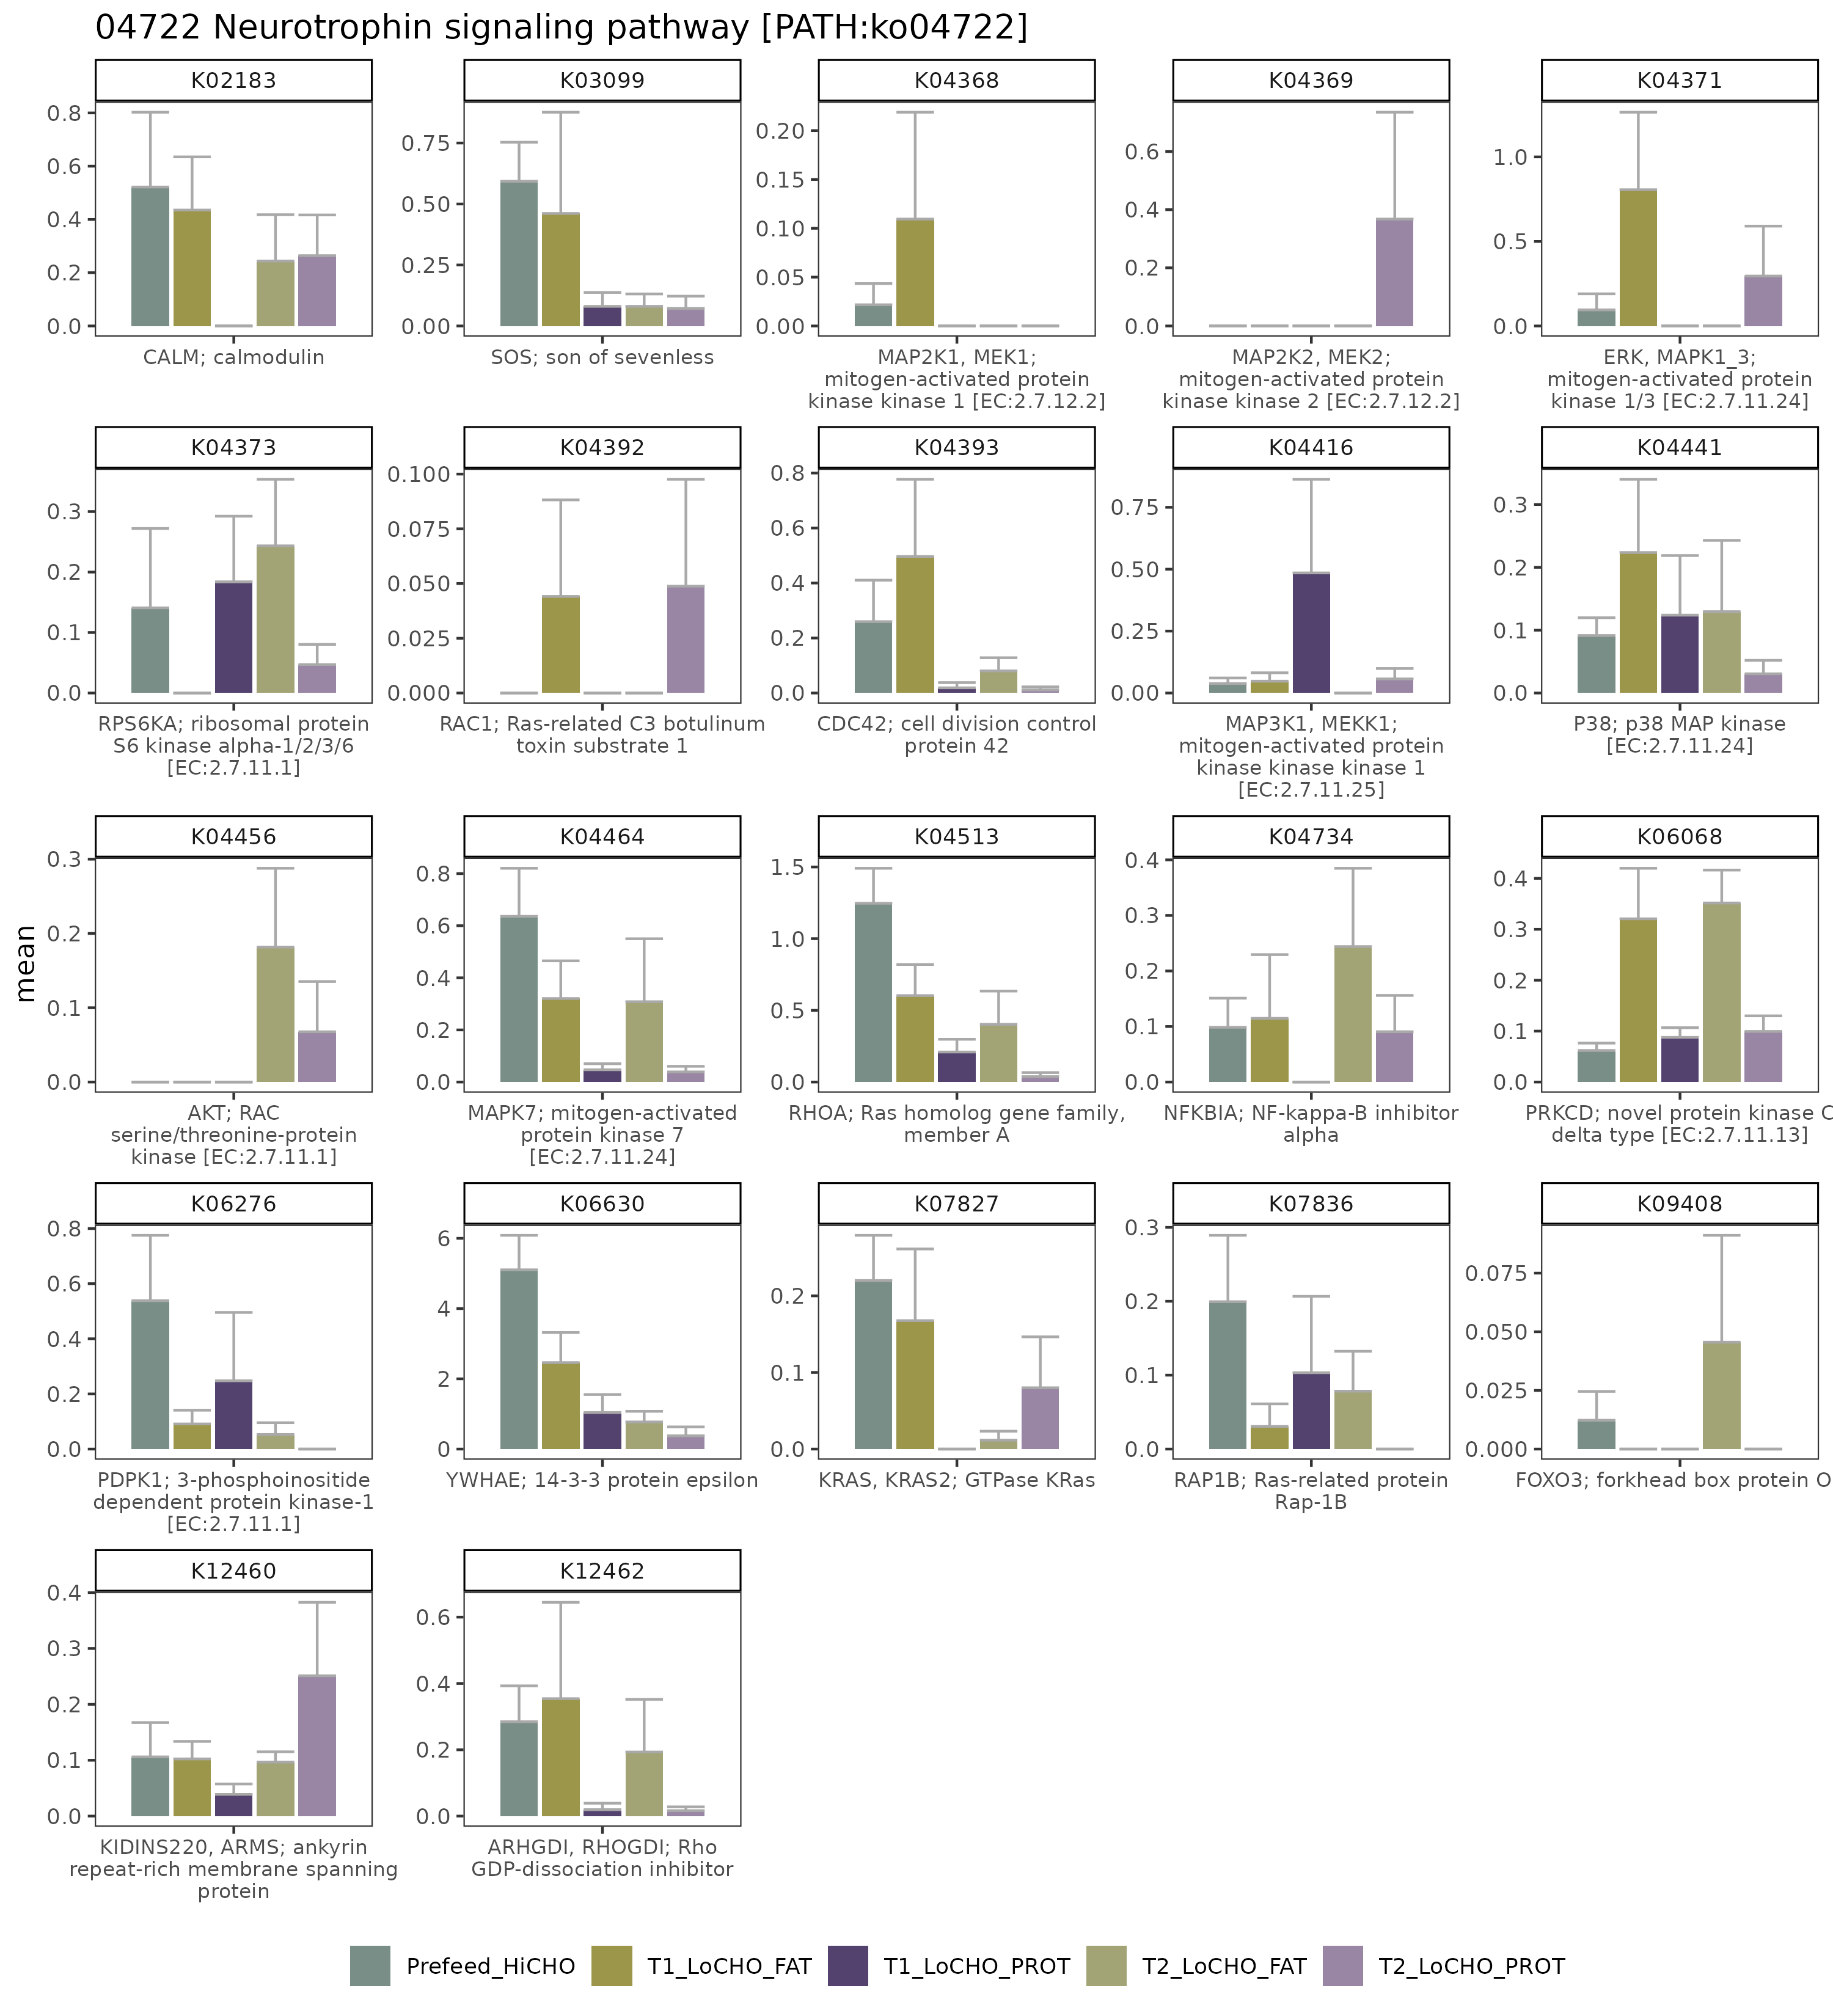 04722 Neurotrophin signaling pathway [PATH:ko04722]
K02183
K03099
K04368
K04369
K04371
0.8
0.6
0.4
0.2
0.0
0.75
0.50
0.25
0.00
0.20
0.15
0.10
0.05
0.00
0.6
0.4
0.2
0.0
1.0
0.5
0.0
CALM; calmodulin
SOS; son of sevenless
MAP2K1, MEK1;
mitogen-activated protein
kinase kinase 1 [EC:2.7.12.2]
MAP2K2, MEK2;
mitogen-activated protein
kinase kinase 2 [EC:2.7.12.2]
ERK, MAPK1_3;
mitogen-activated protein
kinase 1/3 [EC:2.7.11.24]
K04373
K04392
K04393
K04416
K04441
0.3
0.2
0.1
0.0
0.100
0.075
0.050
0.025
0.000
0.8
0.6
0.4
0.2
0.0
0.75
0.50
0.25
0.00
0.3
0.2
0.1
0.0
RPS6KA; ribosomal protein
S6 kinase alpha-1/2/3/6
[EC:2.7.11.1]
RAC1; Ras-related C3 botulinum
toxin substrate 1
CDC42; cell division control
protein 42
MAP3K1, MEKK1;
mitogen-activated protein
kinase kinase kinase 1
[EC:2.7.11.25]
P38; p38 MAP kinase
[EC:2.7.11.24]
mean
K04456
K04464
K04513
K04734
K06068
0.3
0.2
0.1
0.0
0.8
0.6
0.4
0.2
0.0
1.5
1.0
0.5
0.0
0.4
0.3
0.2
0.1
0.0
0.4
0.3
0.2
0.1
0.0
AKT; RAC
serine/threonine-protein
kinase [EC:2.7.11.1]
MAPK7; mitogen-activated
protein kinase 7
[EC:2.7.11.24]
RHOA; Ras homolog gene family,
member A
NFKBIA; NF-kappa-B inhibitor
alpha
PRKCD; novel protein kinase C
delta type [EC:2.7.11.13]
K06276
K06630
K07827
K07836
K09408
0.8
0.6
0.4
0.2
0.0
6
4
2
0
0.2
0.1
0.0
0.3
0.2
0.1
0.0
0.075
0.050
0.025
0.000
PDPK1; 3-phosphoinositide
dependent protein kinase-1
[EC:2.7.11.1]
YWHAE; 14-3-3 protein epsilon
KRAS, KRAS2; GTPase KRas
RAP1B; Ras-related protein
Rap-1B
FOXO3; forkhead box protein O
K12460
K12462
0.4
0.3
0.2
0.1
0.0
0.6
0.4
0.2
0.0
KIDINS220, ARMS; ankyrin
repeat-rich membrane spanning
protein
ARHGDI, RHOGDI; Rho
GDP-dissociation inhibitor
Prefeed_HiCHO
T1_LoCHO_FAT
T1_LoCHO_PROT
T2_LoCHO_FAT
T2_LoCHO_PROT